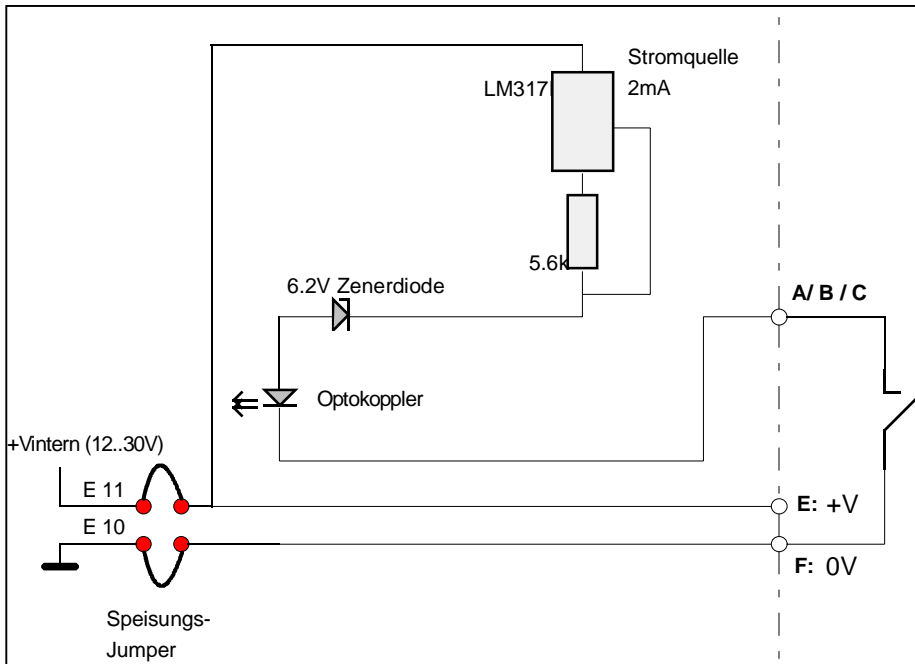 Stromquelle
LM317
2mA
5.6k
6.2V Zenerdiode
A/ B / C
Optokoppler
+Vintern (12..30V)
E 11
E: +V
E 10
F: 0V
Speisungs-
Jumper